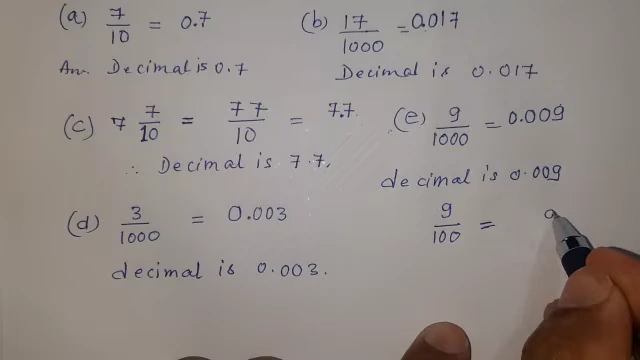 (a) 7/10 = 0.7
Ans. Decimal is 0.7
(b) 17/1000 = 0.017
Decimal is 0.017
(c) 7 7/10 = 77/10 = 7.7
∴ Decimal is 7.7.
(d) 3/1000 = 0.003
decimal is 0.003.
(e) 9/1000 = 0.009
decimal is 0.009
9/100 =